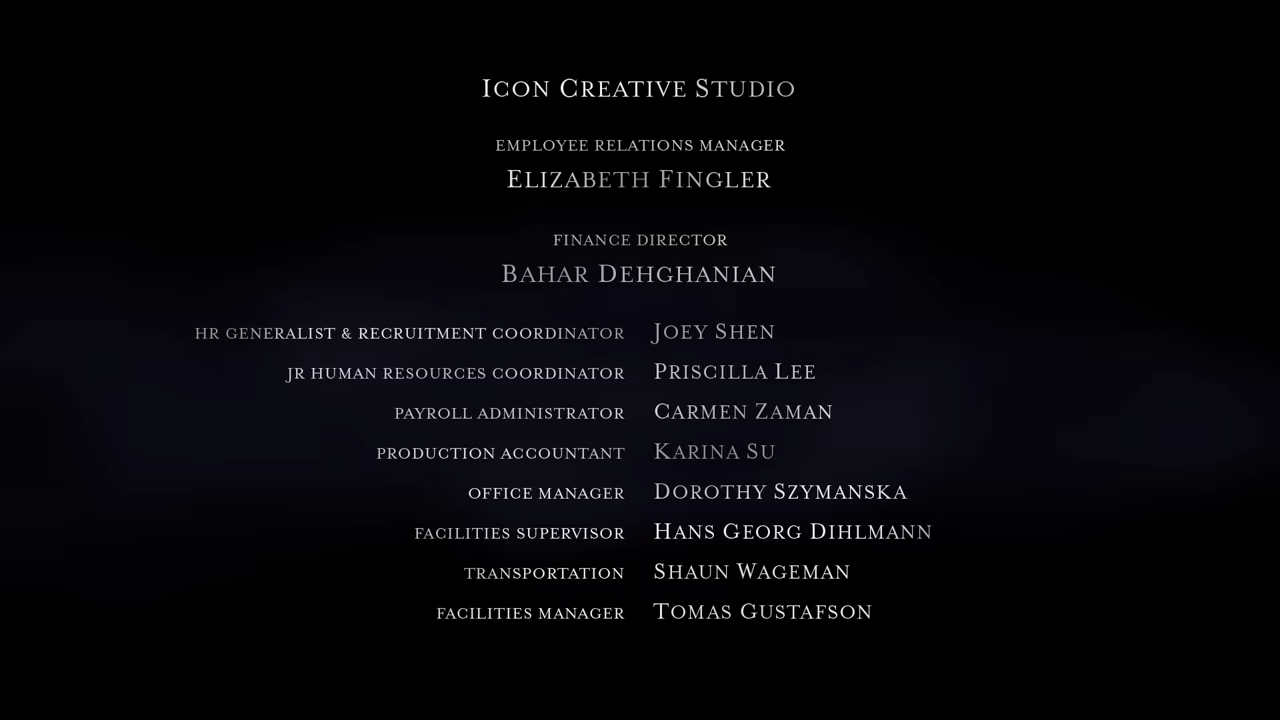 Icon Creative Studio
EMPLOYEE RELATIONS MANAGER
Elizabeth Fingler
FINANCE DIRECTOR
Bahar Dehghanian
HR GENERALIST & RECRUITMENT COORDINATOR Joey Shen
JR HUMAN RESOURCES COORDINATOR Priscilla Lee
PAYROLL ADMINISTRATOR Carmen Zaman
PRODUCTION ACCOUNTANT Karina Su
OFFICE MANAGER Dorothy Szymanska
FACILITIES SUPERVISOR Hans Georg Dihlmann
TRANSPORTATION Shaun Wageman
FACILITIES MANAGER Tomas Gustafson